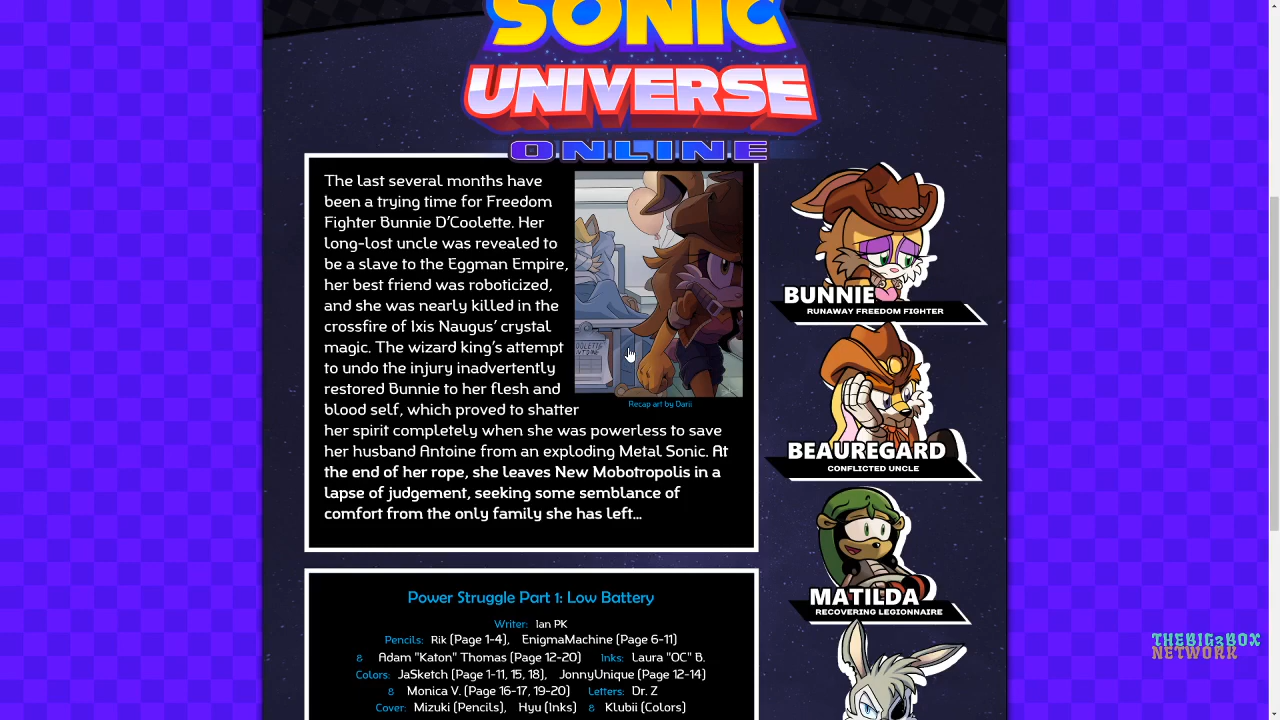 SONIC
UNIVERSE
ONLINE
The last several months have
been a trying time for Freedom
Fighter Bunnie D'Coolette. Her
long-lost uncle was revealed to
be a slave to the Eggman Empire,
her best friend was roboticized,
and she was nearly killed in the
crossfire of Ixis Naugus' crystal
magic. The wizard king's attempt
to undo the injury inadvertently
restored Bunnie to her flesh and
blood self, which proved to shatter
her spirit completely when she was powerless to save
her husband Antoine from an exploding Metal Sonic. At
the end of her rope, she leaves New Mobotropolis in a
lapse of judgement, seeking some semblance of
comfort from the only family she has left...
Recap art by Darii
BUNNIE
RUNAWAY FREEDOM FIGHTER
BEAUREGARD
CONFLICTED UNCLE
MATILDA
RECOVERING LEGIONNAIRE
Power Struggle Part 1: Low Battery
Writer: Ian PK
Pencils: Rik (Page 1-4), EnigmaMachine (Page 6-11)
& Adam "Katon" Thomas (Page 12-20) Inks: Laura "OC" B.
Colors: JaSketch (Page 1-11, 15, 18), JonnyUnique (Page 12-14)
& Monica V. (Page 16-17, 19-20) Letters: Dr. Z
Cover: Mizuki (Pencils), Hyu (Inks) & Klubii (Colors)
THEBIG3BOX
NETWORK